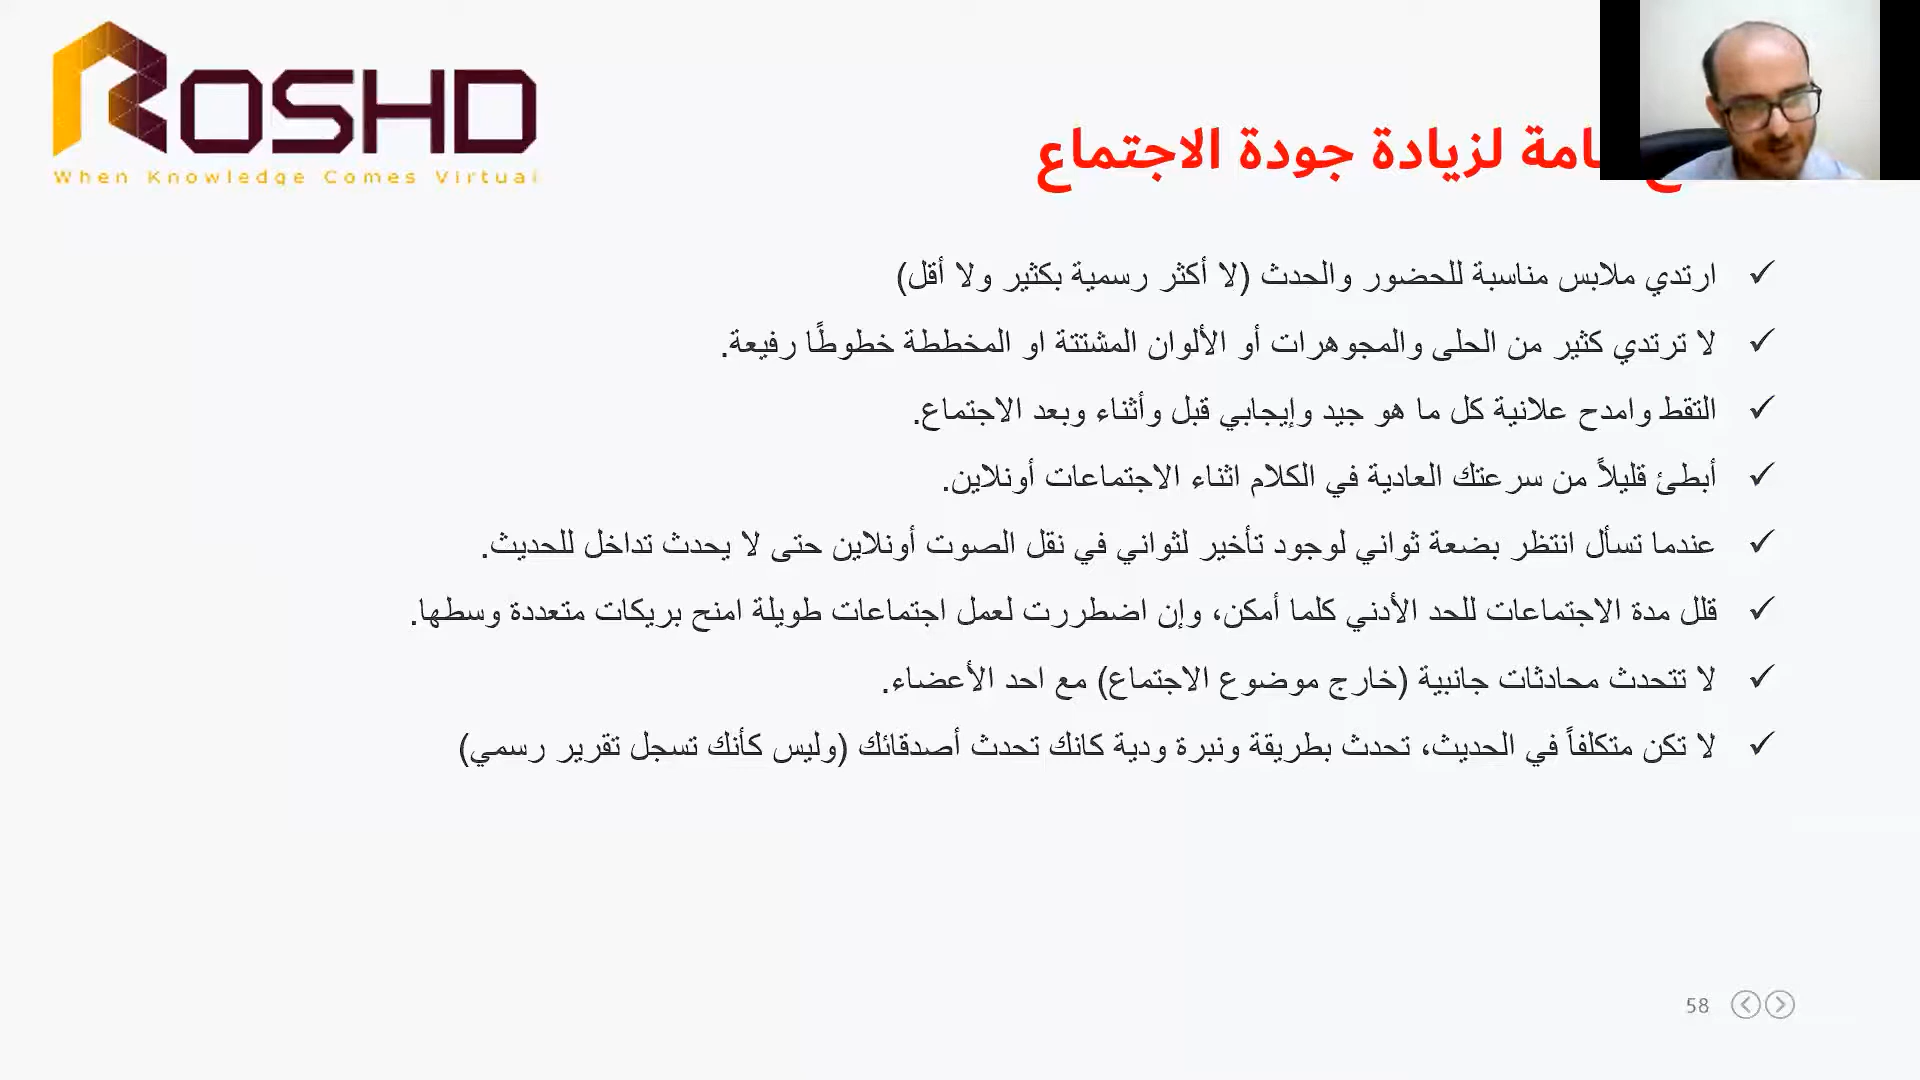 ROSHD
When Knowledge Comes Virtual
لزيادة جودة الاجتماع
ارتدي ملابس مناسبة للحضور والحدث (لا أكثر رسمية بكثير ولا أقل)
لا ترتدي كثير من الحلى والمجوهرات أو الألوان المشتتة او المخططة خطوطًا رفيعة.
التقط وامدح علانية كل ما هو جيد وإيجابي قبل وأثناء وبعد الاجتماع.
أبطئ قليلاً من سرعتك العادية في الكلام اثناء الاجتماعات أونلاين.
عندما تسأل انتظر بضعة ثواني لوجود تأخير لثواني في نقل الصوت أونلاين حتى لا يحدث تداخل للحديث.
قلل مدة الاجتماعات للحد الأدني كلما أمكن، وإن اضطررت لعمل اجتماعات طويلة امنح بريكات متعددة وسطها.
لا تتحدث محادثات جانبية (خارج موضوع الاجتماع) مع احد الأعضاء.
لا تكن متكلفاً في الحديث، تحدث بطريقة ونبرة ودية كانك تحدث أصدقائك (وليس كأنك تسجل تقرير رسمي)
58